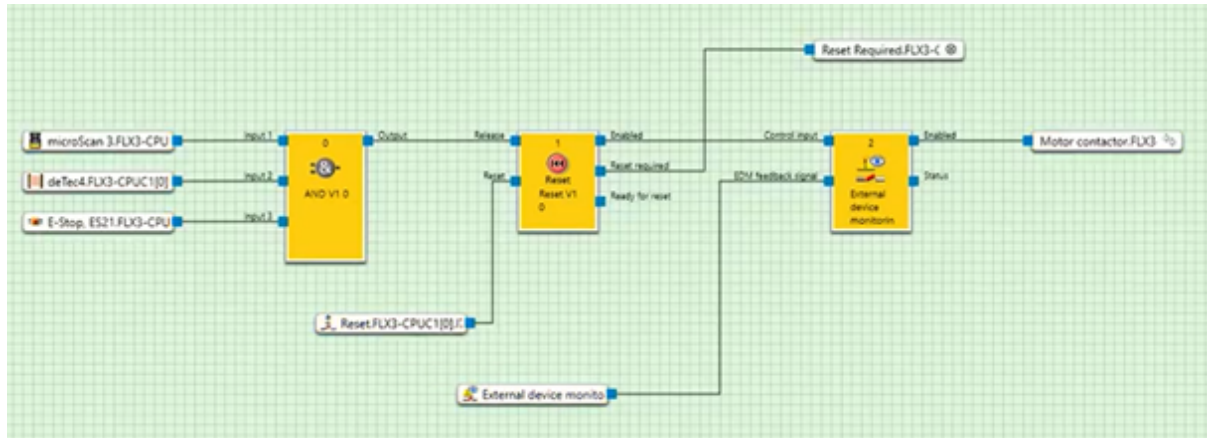 Reset Required.FLX3-C
microScan 3.FLX3-CPU
Input 1
0
Output
Release
1
Enabled
Control input
2
Enabled
Motor contactor.FLX3
&
deTec4.FLX3-CPUC1[0]
Input 2
AND V1 0
Reset
Reset
Reset V1
0
Reset required
Ready for reset
EDM feedback signal
External
device
monitorin
Status
E-Stop, ES21.FLX3-CPU
Input 3
Reset.FLX3-CPUC1[0].
External device monito